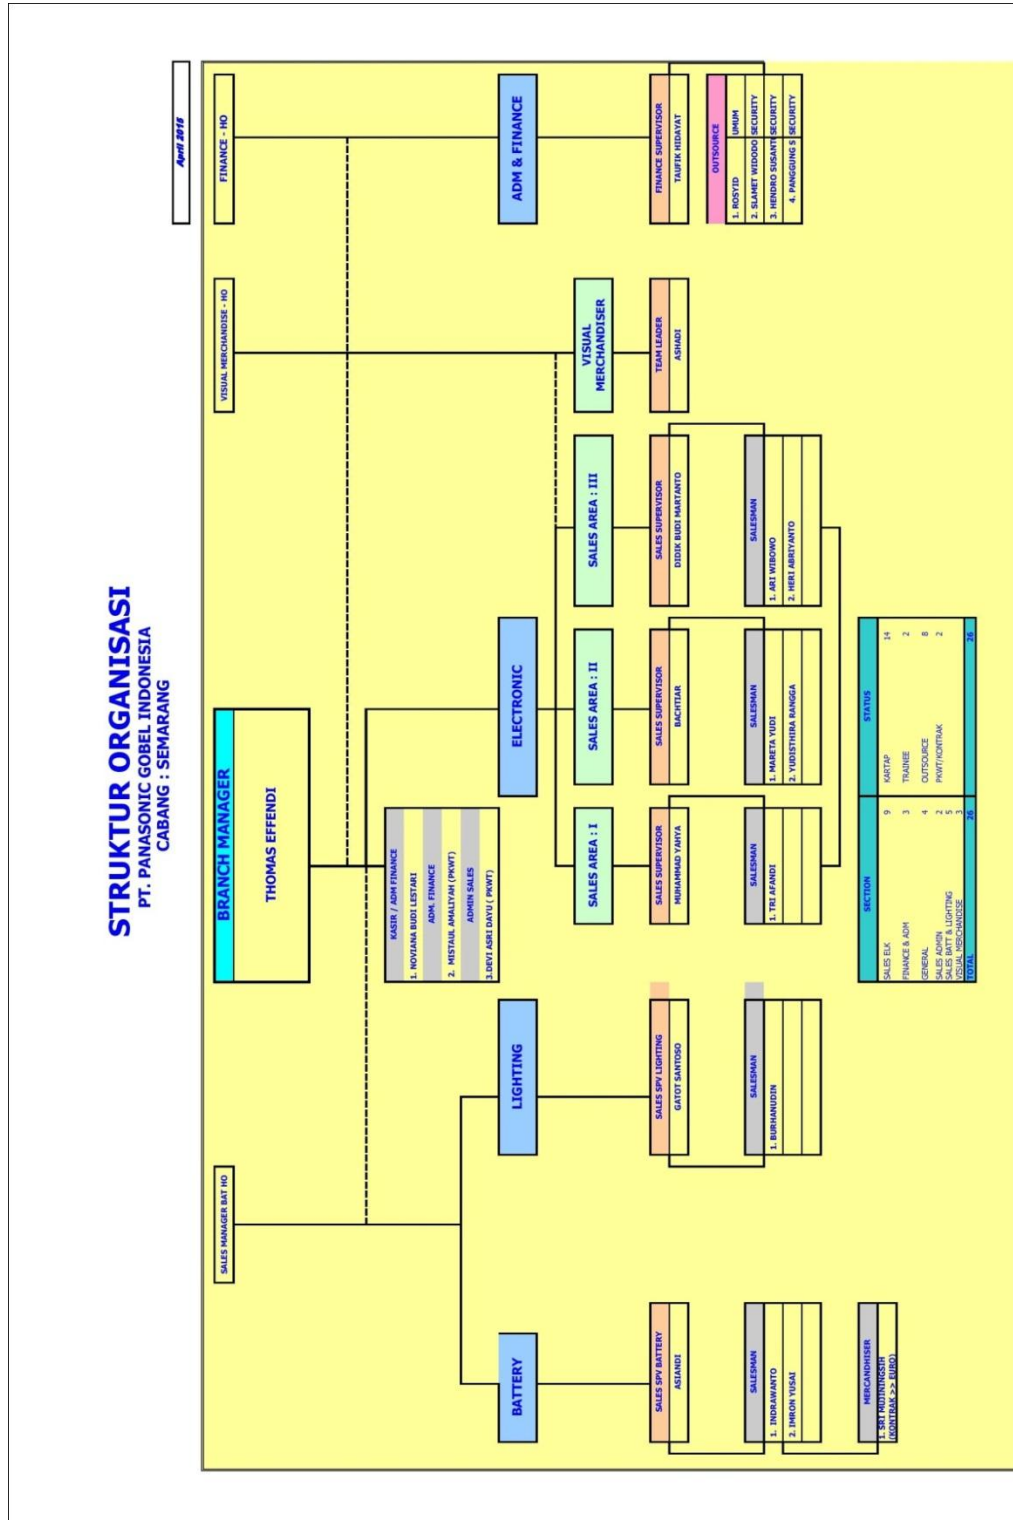 STRUKTUR ORGANISASI
PT. PANASONIC GOBEL INDONESIA
CABANG : SEMARANG
April 2015
SALES MANAGER BAT HO
BRANCH MANAGER
THOMAS EFFENDI
VISUAL MERCHANDISE - HO
FINANCE - HO
KASIR / ADM FINANCE
1. NOVIANA BUDI LESTARI
ADM. FINANCE
2. MISTAUL AMALIYAH (PKWT)
ADMIN SALES
3.DEVI ASRI DAYU ( PKWT)
BATTERY
LIGHTING
ELECTRONIC
ADM & FINANCE
SALES AREA : I
SALES AREA : II
SALES AREA : III
VISUAL
MERCHANDISER
SALES SPV BATTERY
ASIANDI
SALES SPV LIGHTING
GATOT SANTOSO
SALES SUPERVISOR
MUHAMMAD YAHYA
SALES SUPERVISOR
BACHTIAR
SALES SUPERVISOR
DIDIK BUDI MARTANTO
TEAM LEADER
ASHADI
FINANCE SUPERVISOR
TAUFIK HIDAYAT
OUTSOURCE
1. ROSYID UMUM
2. SLAMET WIDODO SECURITY
3. HENDRO SUSANT SECURITY
4. PANGGUNG S SECURITY
SALESMAN
1. INDRAWANTO
2. IMRON YUSAI
SALESMAN
1. BURHANUDIN
SALESMAN
1. TRI AFANDI
SALESMAN
1. MARETA YUDI
2. YUDISTHIRA RANGGA
SALESMAN
1. ARI WIBOWO
2. HERI ABRIYANTO
MERCANDHISER
1. SRI MUJININGSIH
(KONTRAK >> EURO)
SECTION STATUS
SALES ELK 9 KARTAP 14
FINANCE & ADM 3 TRAINEE 2
GENERAL 4 OUTSOURCE 8
SALES ADMIN 2 PKWT/KONTRAK 2
SALES BATT & LIGHTING 5
VISUAL MERCHANDISE 3
TOTAL 26 26